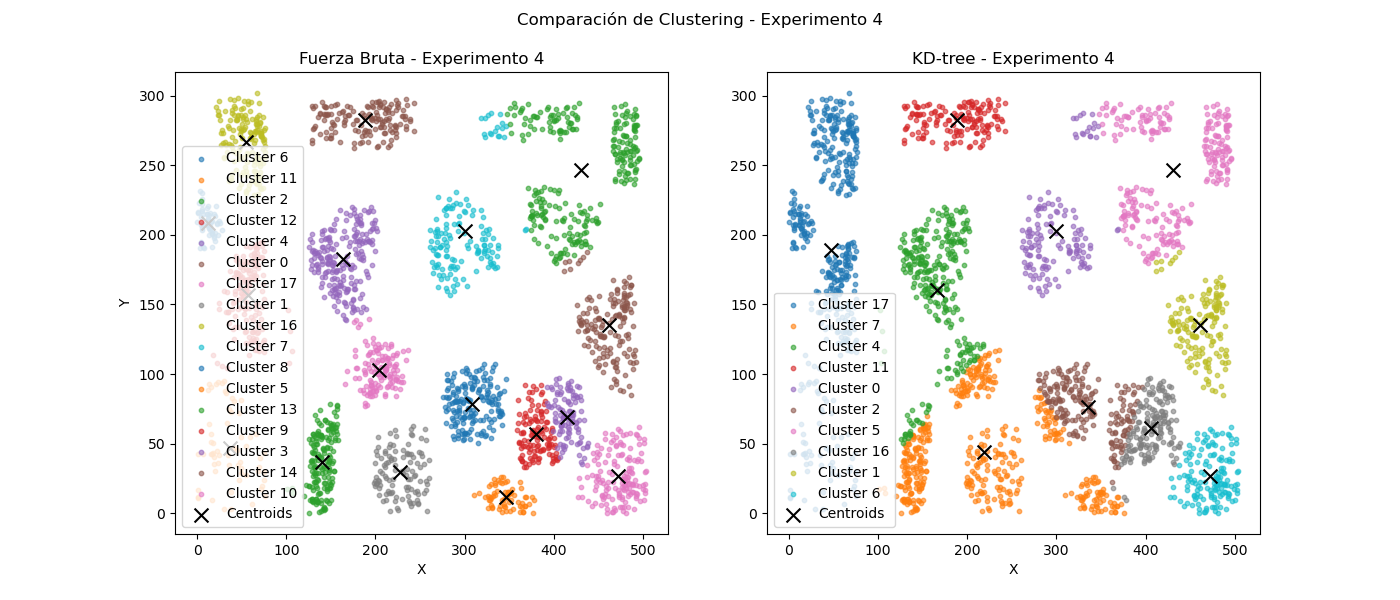 Comparación de Clustering - Experimento 4
Fuerza Bruta - Experimento 4
300
250
200
150
100
50
0
Y
Cluster 6
Cluster 11
Cluster 2
Cluster 12
Cluster 4
Cluster 0
Cluster 17
Cluster 1
Cluster 16
Cluster 7
Cluster 8
Cluster 5
Cluster 13
Cluster 9
Cluster 3
Cluster 14
Cluster 10
Centroids
0 100 200 300 400 500
X
KD-tree - Experimento 4
300
250
200
150
100
50
0
Cluster 17
Cluster 7
Cluster 4
Cluster 11
Cluster 0
Cluster 2
Cluster 5
Cluster 16
Cluster 1
Cluster 6
Centroids
0 100 200 300 400 500
X